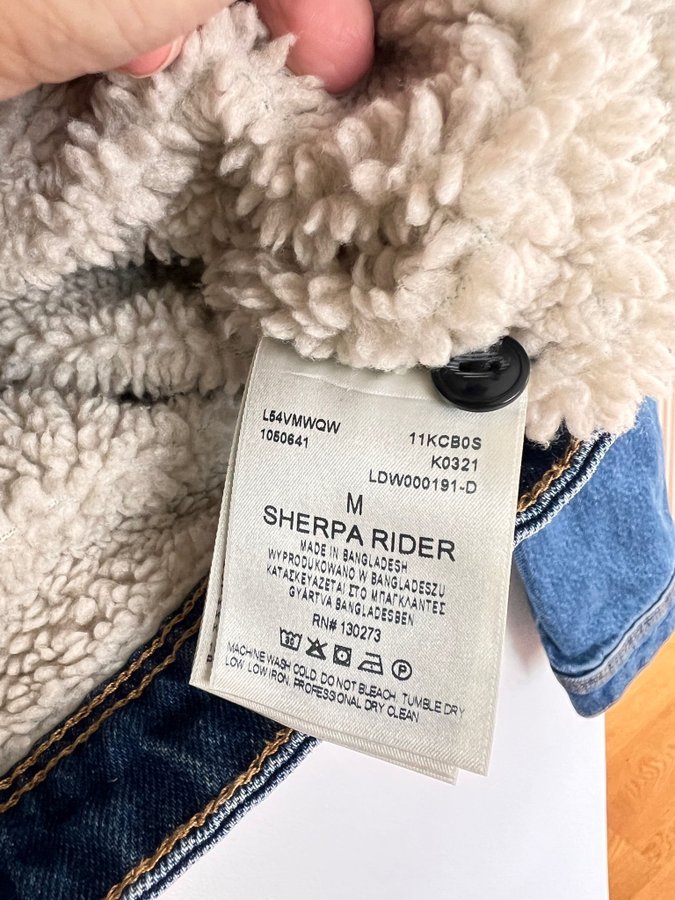 L54VMWQW
1050641
11KCB0S
K0321
LDW000191-D
M
SHERPA RIDER
MADE IN BANGLADESH
WYPRODUKOWANO W BANGLADESZU
ΚΑΤΑΣΚΕΥΑΖΕΤΑΙ ΣΤΟ ΜΠΑΓΚΛΑΝΤΕΣ
GYÁRTVA BANGLADESBEN
RN# 130273
P
MACHINE WASH COLD. DO NOT BLEACH. TUMBLE DRY
LOW. LOW IRON. PROFESSIONAL DRY CLEAN